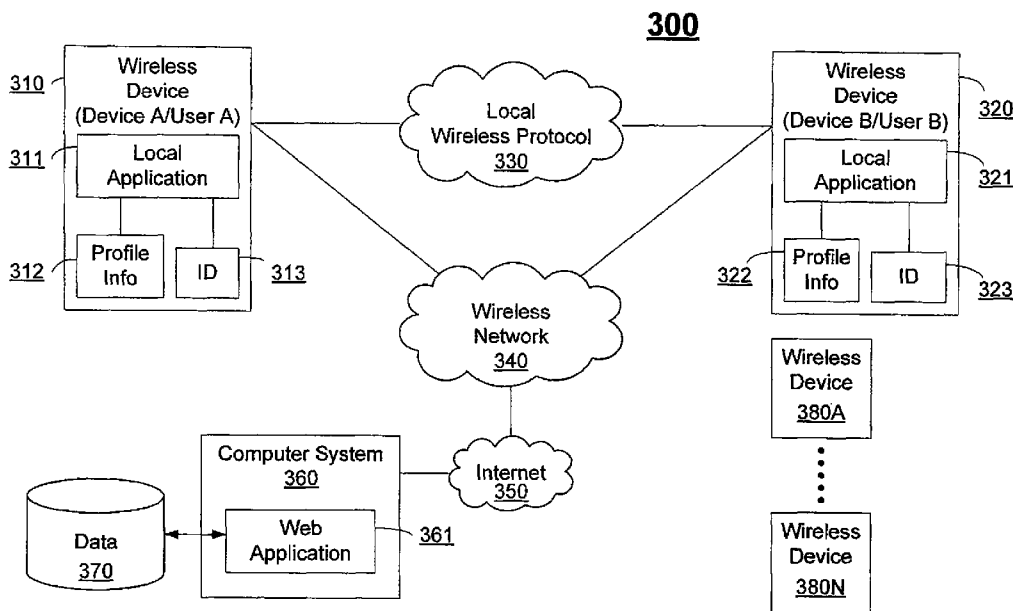 300
310
Wireless
Device
(Device A/User A)
311
Local
Application
312
Profile
Info
ID
313
Local
Wireless Protocol
330
Wireless
Device
(Device B/User B)
320
Local
Application
321
322
Profile
Info
ID
323
Wireless
Network
340
Wireless
Device
380A
Computer System
360
Internet
350
Web
Application
361
Data
370
Wireless
Device
380N